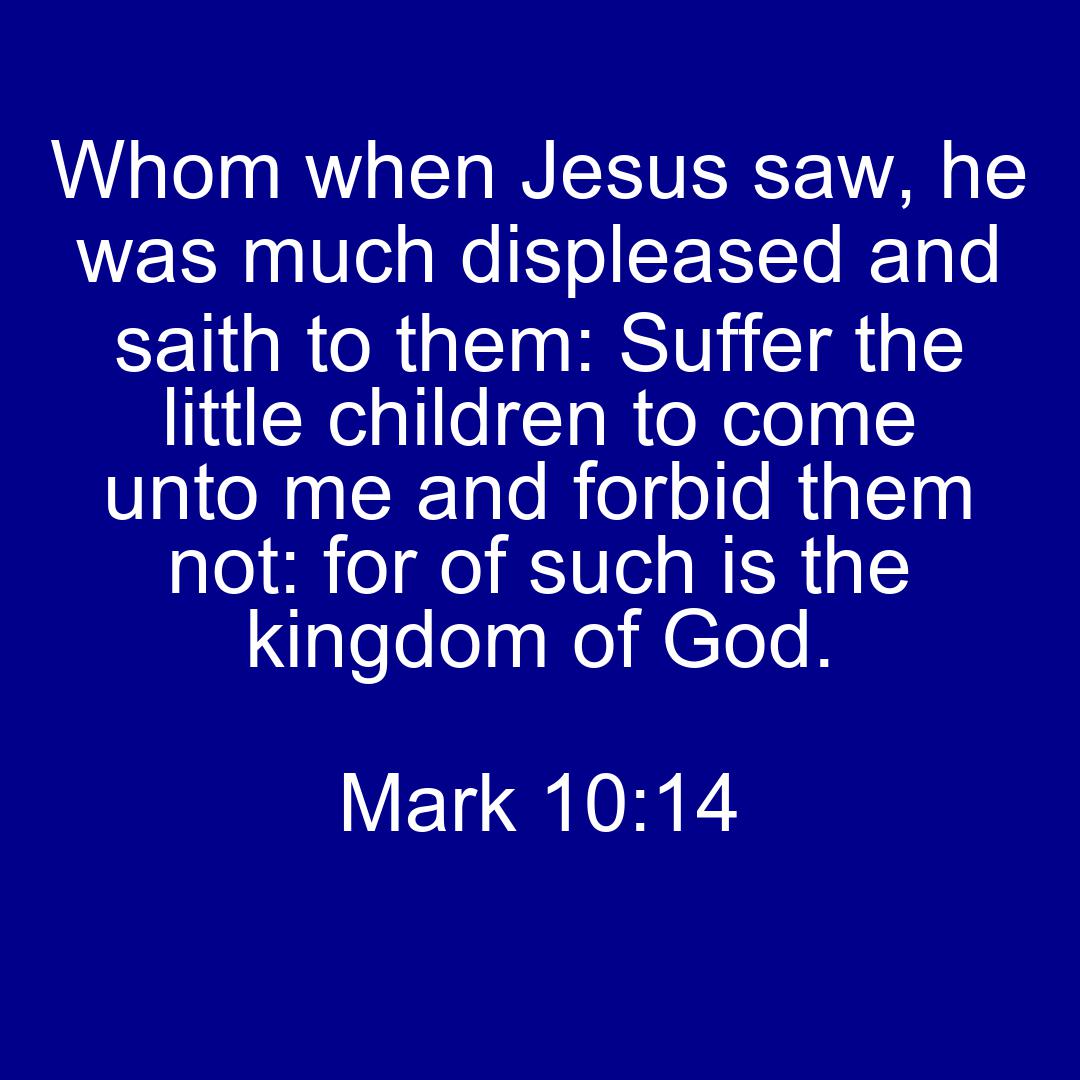 Whom when Jesus saw, he
was much displeased and
saith to them: Suffer the
little children to come
unto me and forbid them
not: for of such is the
kingdom of God.
Mark 10:14